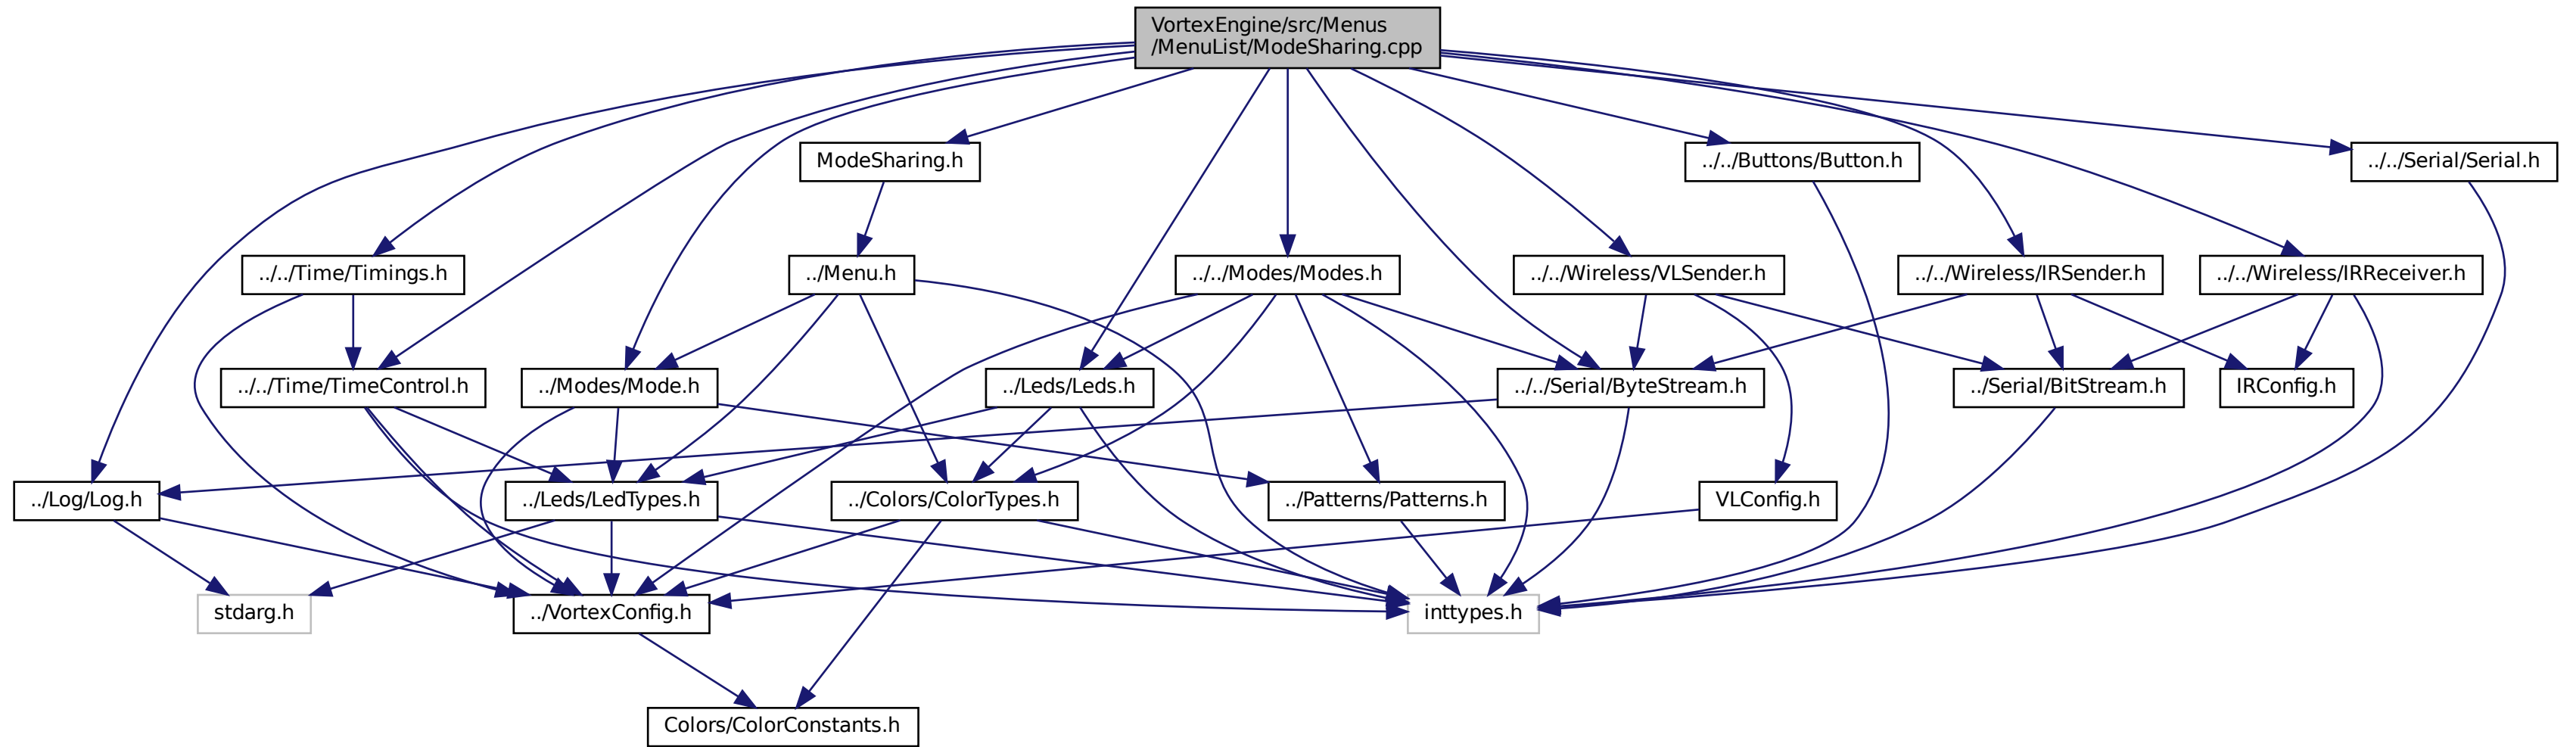 VortexEngine/src/Menus
/MenuList/ModeSharing.cpp
ModeSharing.h
../../Buttons/Button.h
../../Serial/Serial.h
../../Time/Timings.h
../Menu.h
../../Modes/Modes.h
../../Wireless/VLSender.h
../../Wireless/IRSender.h
../../Wireless/IRReceiver.h
../../Time/TimeControl.h
../Modes/Mode.h
../Leds/Leds.h
../../Serial/ByteStream.h
../Serial/BitStream.h
IRConfig.h
../Log/Log.h
../Leds/LedTypes.h
../Colors/ColorTypes.h
../Patterns/Patterns.h
VLConfig.h
stdarg.h
../VortexConfig.h
inttypes.h
Colors/ColorConstants.h